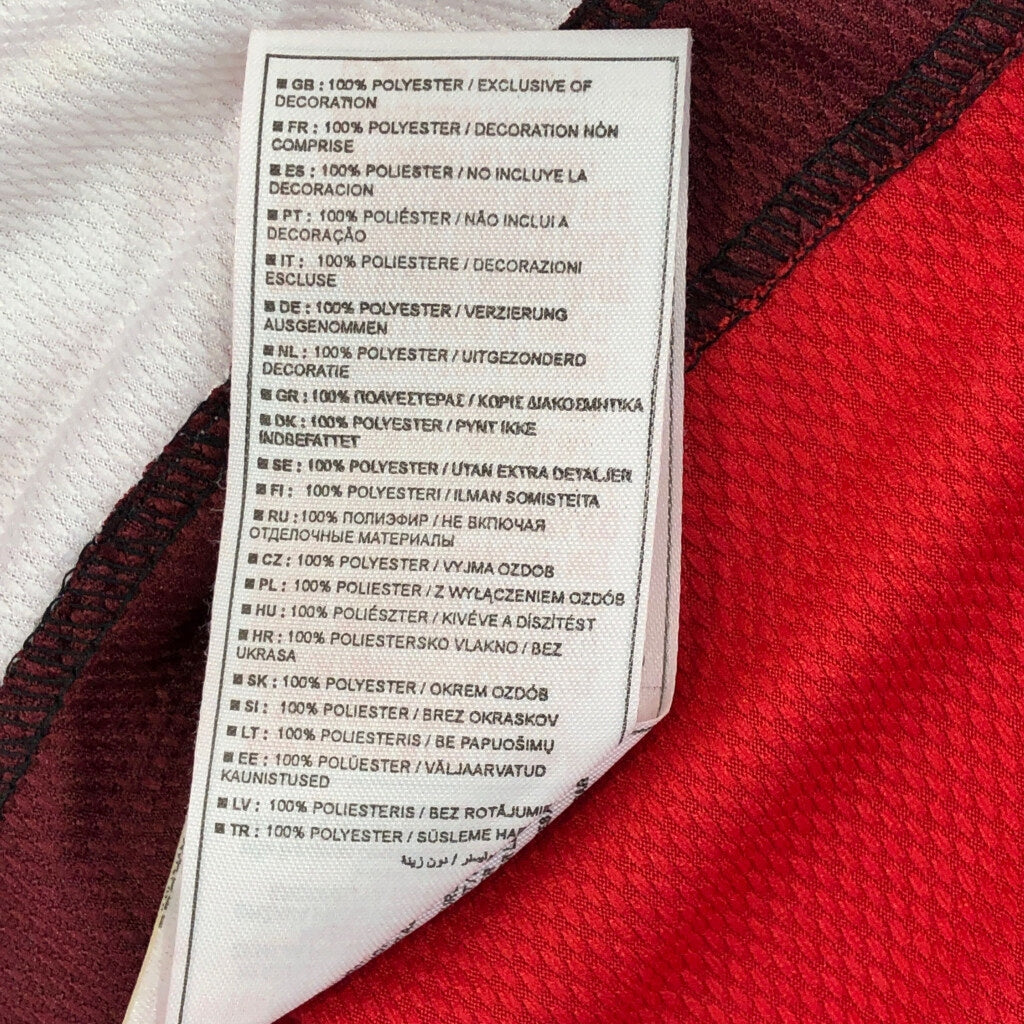 ■ GB : 100% POLYESTER / EXCLUSIVE OF
DECORATION
■ FR : 100% POLYESTER / DECORATION NÔN
COMPRISE
■ ES : 100% POLIESTER / NO INCLUYE LA
DECORACION
■ PT : 100% POLIÉSTER / NÃO INCLUI A
DECORAÇÃO
■ IT : 100% POLIESTERE / DECORAZIONI
ESCLUSE
■ DE : 100% POLYESTER / VERZIERUNG
AUSGENOMMEN
■ NL : 100% POLYESTER / UITGEZONDERD
DECORATIE
■ GR : 100% ΠΟΛΥΕΣΤΕΡΑΣ / ΚΩΡΙΣ ΔΙΑΚΟΣΜΗΤΙΚΑ
■ DK : 100% POLYESTER / PYNT IKKE
INDBEFATTET
■ SE : 100% POLYESTER / UTAN EXTRA DETALJER
■ FI : 100% POLYESTERI / ILMAN SOMISTEITA
■ RU : 100% ПОЛИЭФИР / НЕ ВКПЮЧАЯ
ОТДЕЛОЧНЫЕ МАТЕРИАЛЫ
■ CZ : 100% POLYESTER / VYJMA OZDOB
■ PL : 100% POLIESTER / Z WYŁĄCZENIEM OZDÓB
■ HU : 100% POLIÉSZTER / KIVÉVE A DÍSZÍTÉST
■ HR : 100% POLIESTERSKO VLAKNO / BEZ
UKRASA
■ SK : 100% POLYESTER / OKREM OZDÔB
■ SI : 100% POLIESTER / BREZ OKRASKOV
■ LT : 100% POLIESTERIS / BE PAPUOŠIMŲ
■ EE : 100% POLÜESTER / VÄLJAARVATUD
KAUNISTUSED
■ LV : 100% POLIESTERIS / BEZ ROTĀJUMIE
■ TR : 100% POLYESTER / SÜSLEME
/ دون زينة